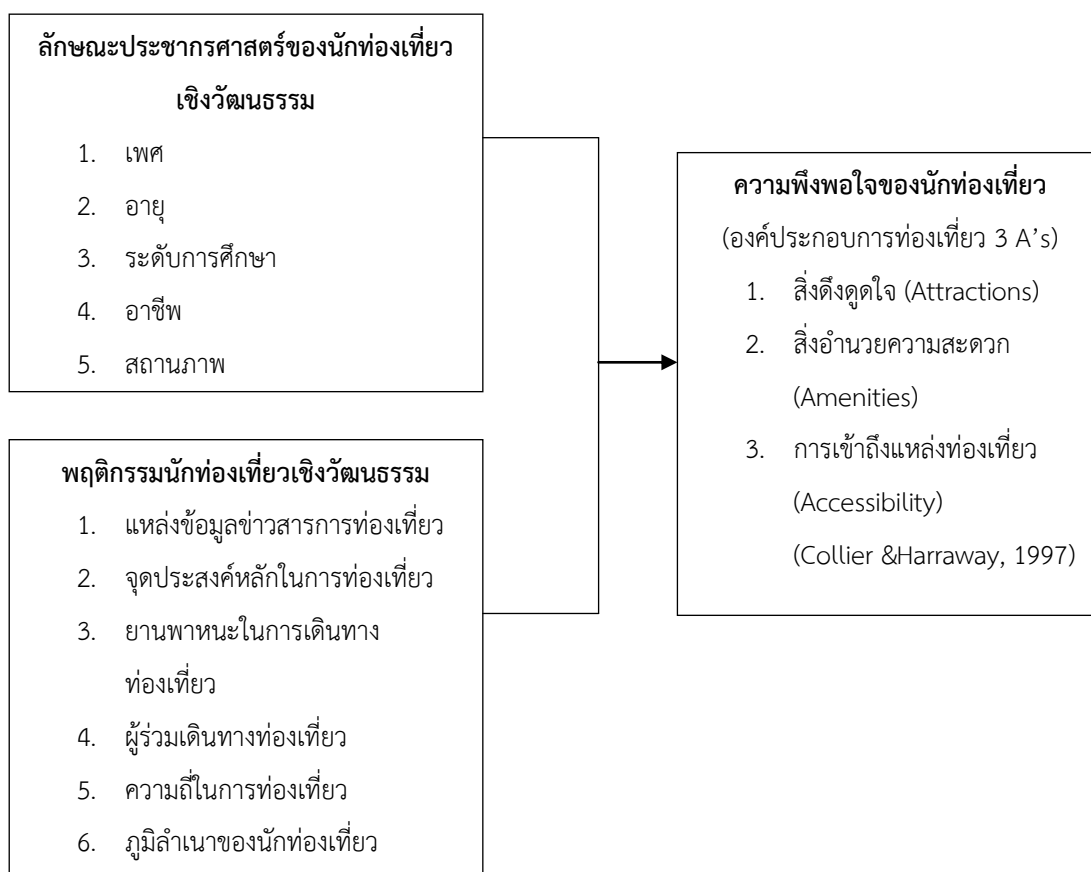 ลักษณะประชากรศาสตร์ของนักท่องเที่ยว
เชิงวัฒนธรรม
1. เพศ
2. อายุ
3. ระดับการศึกษา
4. อาชีพ
5. สถานภาพ
พฤติกรรมนักท่องเที่ยวเชิงวัฒนธรรม
1. แหล่งข้อมูลข่าวสารการท่องเที่ยว
2. จุดประสงค์หลักในการท่องเที่ยว
3. ยานพาหนะในการเดินทาง
ท่องเที่ยว
4. ผู้ร่วมเดินทางท่องเที่ยว
5. ความถี่ในการท่องเที่ยว
6. ภูมิลำเนาของนักท่องเที่ยว
ความพึงพอใจของนักท่องเที่ยว
(องค์ประกอบการท่องเที่ยว 3 A’s)
1. สิ่งดึงดูดใจ (Attractions)
2. สิ่งอำนวยความสะดวก
(Amenities)
3. การเข้าถึงแหล่งท่องเที่ยว
(Accessibility)
(Collier &Harraway, 1997)